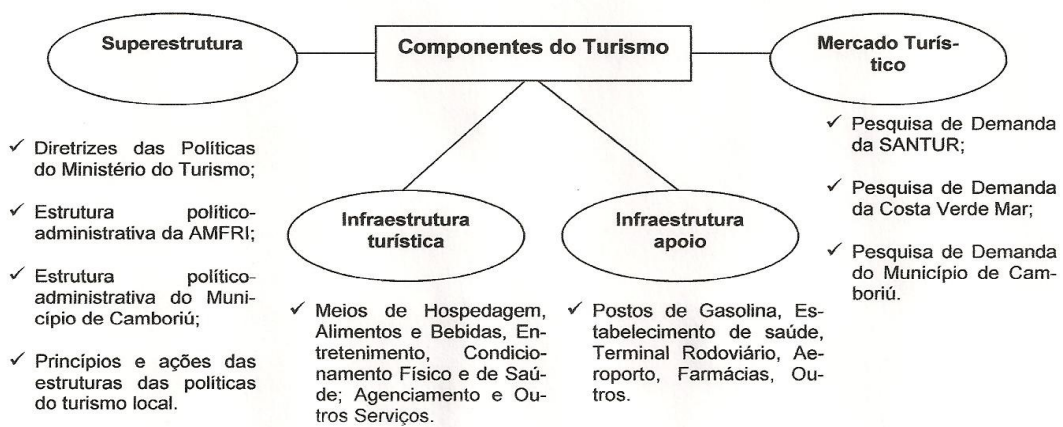 Superestrutura
Componentes do Turismo
Mercado Turís-
tico
✓ Diretrizes das Políticas
do Ministério do Turismo;
✓ Estrutura político-
administrativa da AMFRI;
✓ Estrutura político-
administrativa do Muni-
cípio de Camboriú;
✓ Princípios e ações das
estruturas das políticas
do turismo local.
Infraestrutura
turística
✓ Meios de Hospedagem,
Alimentos e Bebidas, En-
tretenimento, Condicio-
namento Físico e de Saú-
de; Agenciamento e Ou-
tros Serviços.
Infraestrutura
apoio
✓ Postos de Gasolina, Es-
tabelecimento de saúde,
Terminal Rodoviário, Ae-
roporto, Farmácias, Ou-
tros.
✓ Pesquisa de Demanda
da SANTUR;
✓ Pesquisa de Demanda
da Costa Verde Mar;
✓ Pesquisa de Demanda
do Município de Cam-
boriú.